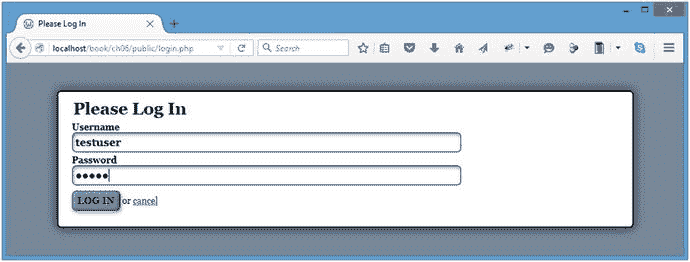 Please Log In
localhost/book/ch06/public/login.php
Search
Please Log In
Username
testuser
Password
●●●●●
LOG IN or cancel